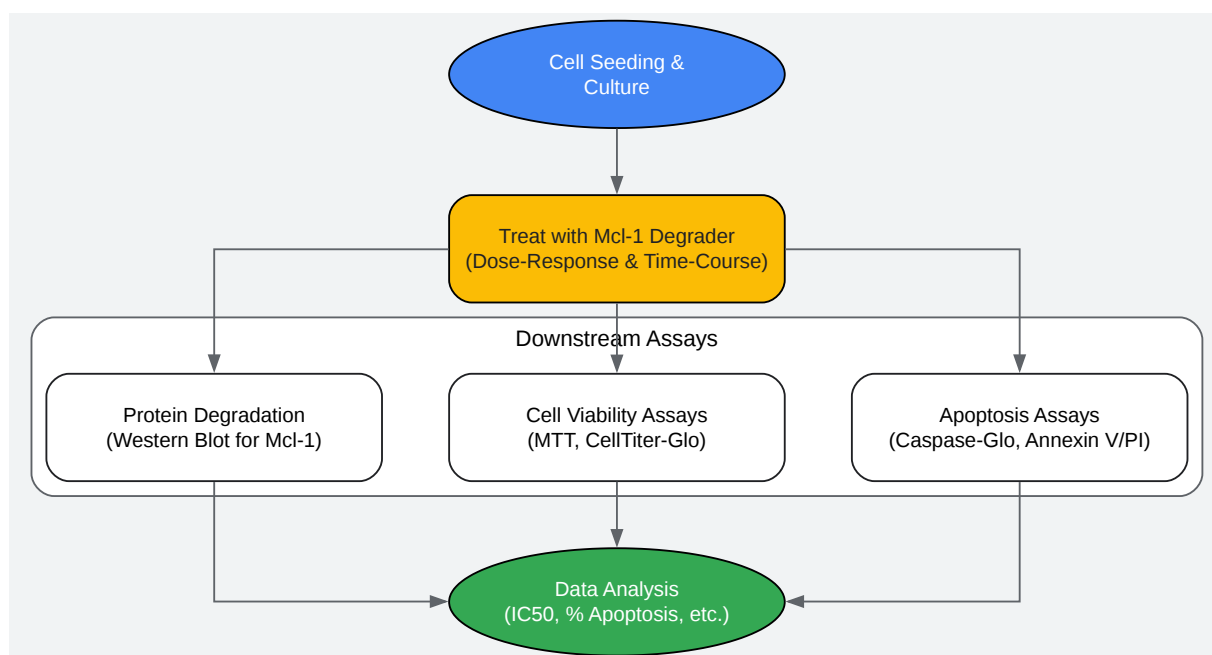 Cell Seeding &
Culture
Treat with Mcl-1 Degrader
(Dose-Response & Time-Course)
Downstream Assays
Protein Degradation
(Western Blot for Mcl-1)
Cell Viability Assays
(MTT, CellTiter-Glo)
Apoptosis Assays
(Caspase-Glo, Annexin V/PI)
Data Analysis
(IC50, % Apoptosis, etc.)